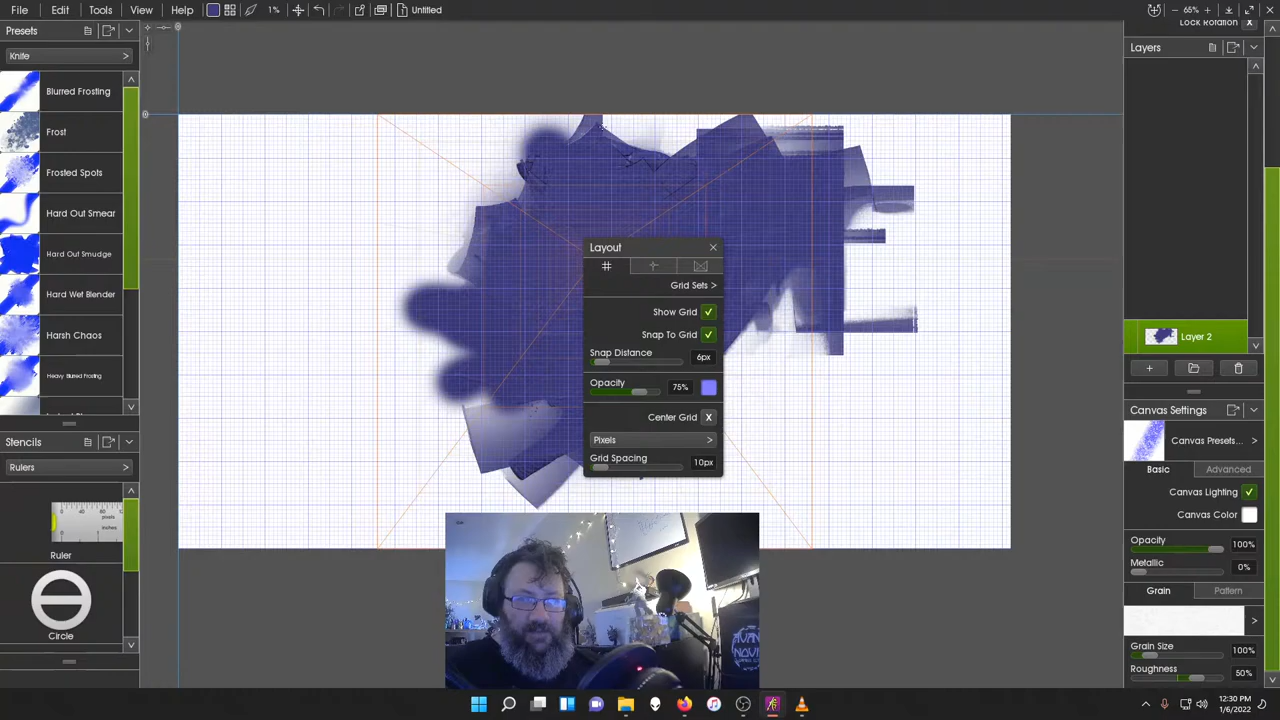 File Edit Tools View Help 1% Untitled 65%
Presets
Knife >
Blurred Frosting
Frost
Frosted Spots
Hard Out Smear
Hard Out Smudge
Hard Wet Blender
Harsh Chaos
Heavy Blurred Frosting
Stencils
Rulers >
pixels
inches
Ruler
Circle
Layout
Grid Sets >
Show Grid
Snap To Grid
Snap Distance 6px
Opacity 75%
Center Grid X
Pixels >
Grid Spacing 10px
AVANT
NOVA
Lock Rotation X
Layers
Layer 2
Canvas Settings
Canvas Presets... >
Basic Advanced
Canvas Lighting
Canvas Color
Opacity 100%
Metallic 0%
Grain Pattern
Grain Size 100%
Roughness 50%
12:30 PM
1/6/2022